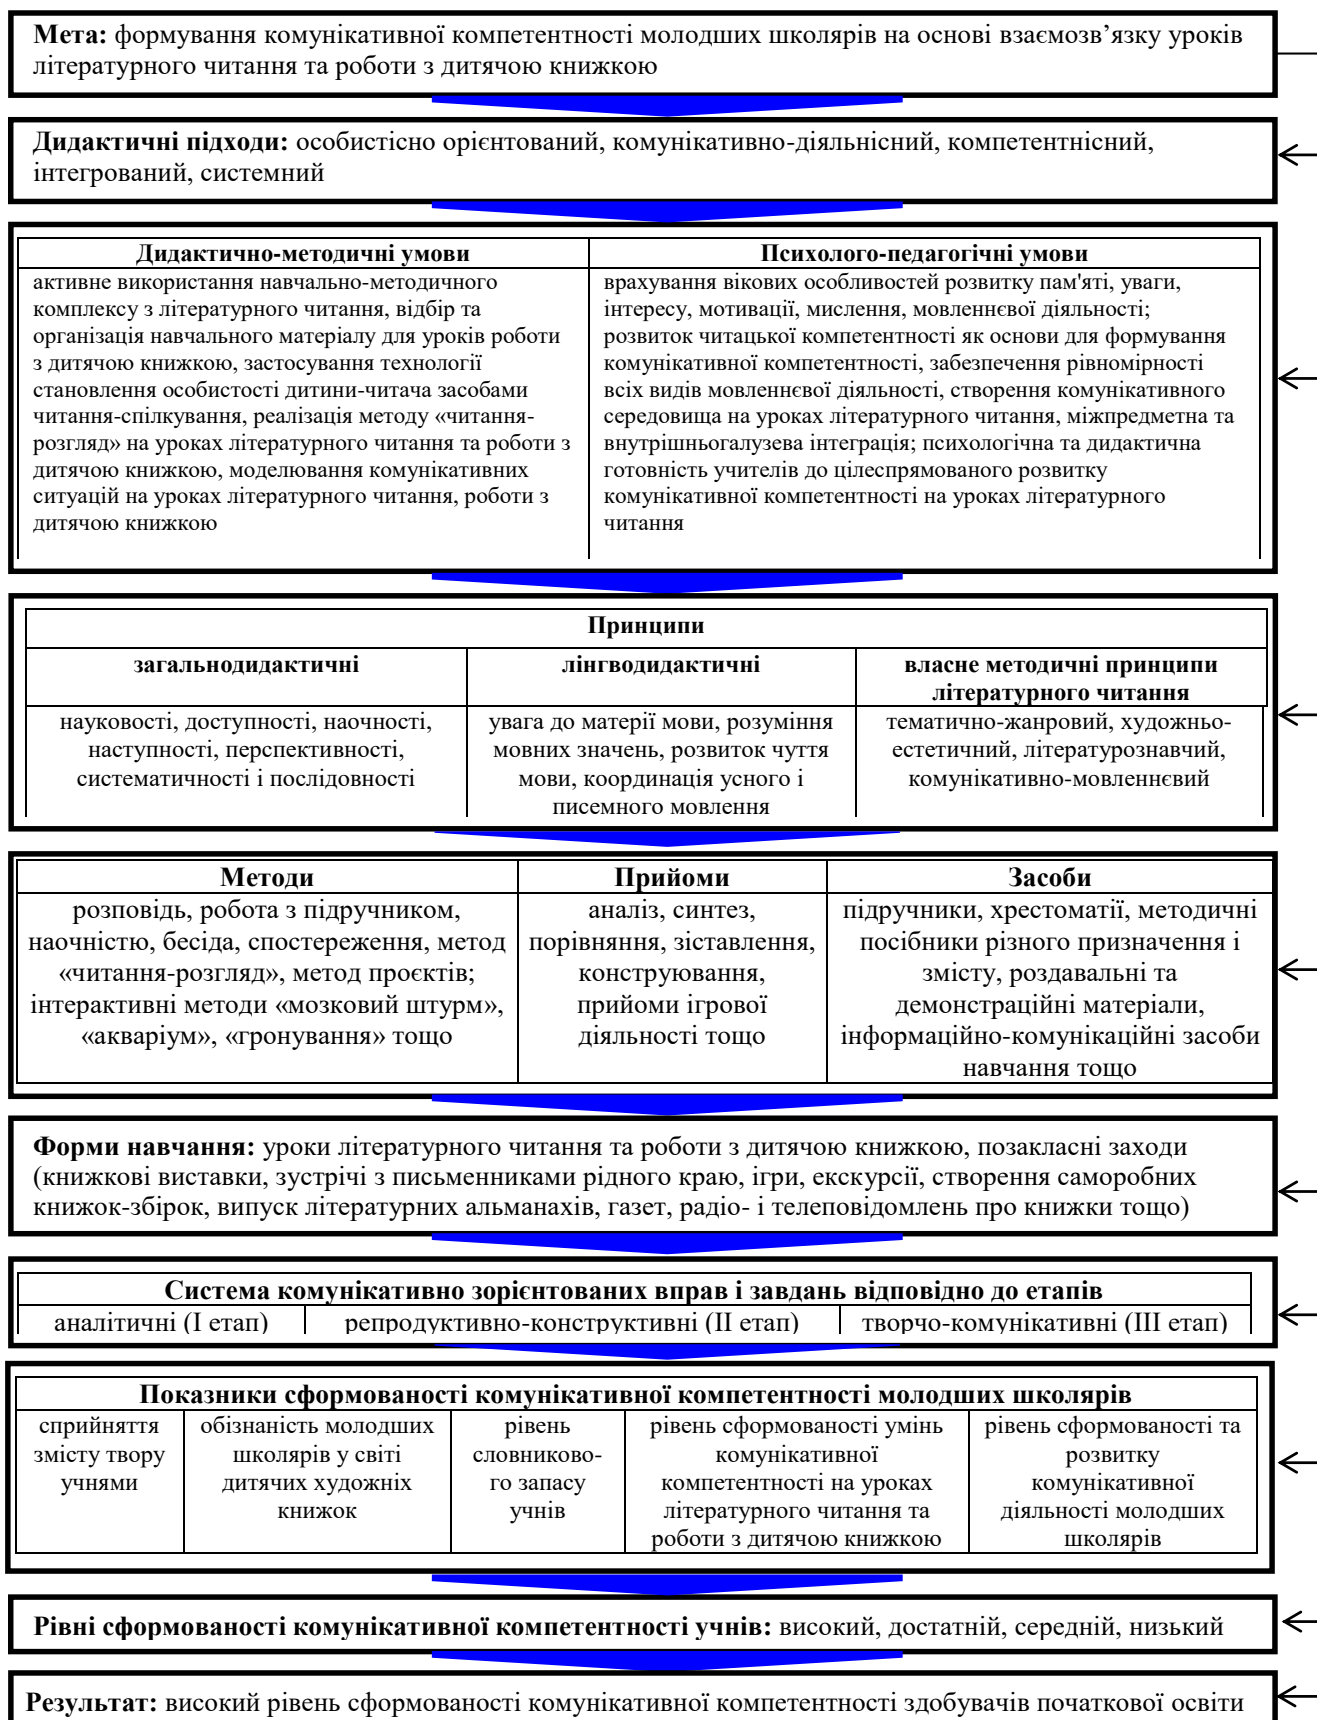 Мета: формування комунікативної компетентності молодших школярів на основі взаємозв’язку уроків
літературного читання та роботи з дитячою книжкою
Дидактичні підходи: особистісно орієнтований, комунікативно-діяльнісний, компетентнісний,
інтегрований, системний
Дидактично-методичні умови
активне використання навчально-методичного
комплексу з літературного читання, відбір та
організація навчального матеріалу для уроків роботи
з дитячою книжкою, застосування технології
становлення особистості дитини-читача засобами
читання-спілкування, реалізація методу «читання-
розгляд» на уроках літературного читання та роботи з
дитячою книжкою, моделювання комунікативних
ситуацій на уроках літературного читання, роботи з
дитячою книжкою
Психолого-педагогічні умови
врахування вікових особливостей розвитку пам'яті, уваги,
інтересу, мотивації, мислення, мовленнєвої діяльності;
розвиток читацької компетентності як основи для формування
комунікативної компетентності, забезпечення рівномірності
всіх видів мовленнєвої діяльності, створення комунікативного
середовища на уроках літературного читання, міжпредметна та
внутрішньогалузева інтеграція; психологічна та дидактична
готовність учителів до цілеспрямованого розвитку
комунікативної компетентності на уроках літературного
читання
Принципи
загальнодидактичні
науковості, доступності, наочності,
наступності, перспективності,
систематичності і послідовності
лінгводидактичні
увага до матерії мови, розуміння
мовних значень, розвиток чуття
мови, координація усного і
писемного мовлення
власне методичні принципи
літературного читання
тематично-жанровий, художньо-
естетичний, літературознавчий,
комунікативно-мовленнєвий
Методи
розповідь, робота з підручником,
наочністю, бесіда, спостереження, метод
«читання-розгляд», метод проєктів;
інтерактивні методи «мозковий штурм»,
«акваріум», «гронування» тощо
Прийоми
аналіз, синтез,
порівняння, зіставлення,
конструювання,
прийоми ігрової
діяльності тощо
Засоби
підручники, хрестоматії, методичні
посібники різного призначення і
змісту, роздавальні та
демонстраційні матеріали,
інформаційно-комунікаційні засоби
навчання тощо
Форми навчання: уроки літературного читання та роботи з дитячою книжкою, позакласні заходи
(книжкові виставки, зустрічі з письменниками рідного краю, ігри, екскурсії, створення саморобних
книжок-збірок, випуск літературних альманахів, газет, радіо- і телеповідомлень про книжки тощо)
Система комунікативно зорієнтованих вправ і завдань відповідно до етапів
аналітичні (І етап)
репродуктивно-конструктивні (ІІ етап)
творчо-комунікативні (ІІІ етап)
Показники сформованості комунікативної компетентності молодших школярів
сприйняття
змісту твору
учнями
обізнаність молодших
школярів у світі
дитячих художніх
книжок
рівень
словниково-
го запасу
учнів
рівень сформованості умінь
комунікативної
компетентності на уроках
літературного читання та
роботи з дитячою книжкою
рівень сформованості та
розвитку
комунікативної
діяльності молодших
школярів
Рівні сформованості комунікативної компетентності учнів: високий, достатній, середній, низький
Результат: високий рівень сформованості комунікативної компетентності здобувачів початкової освіти